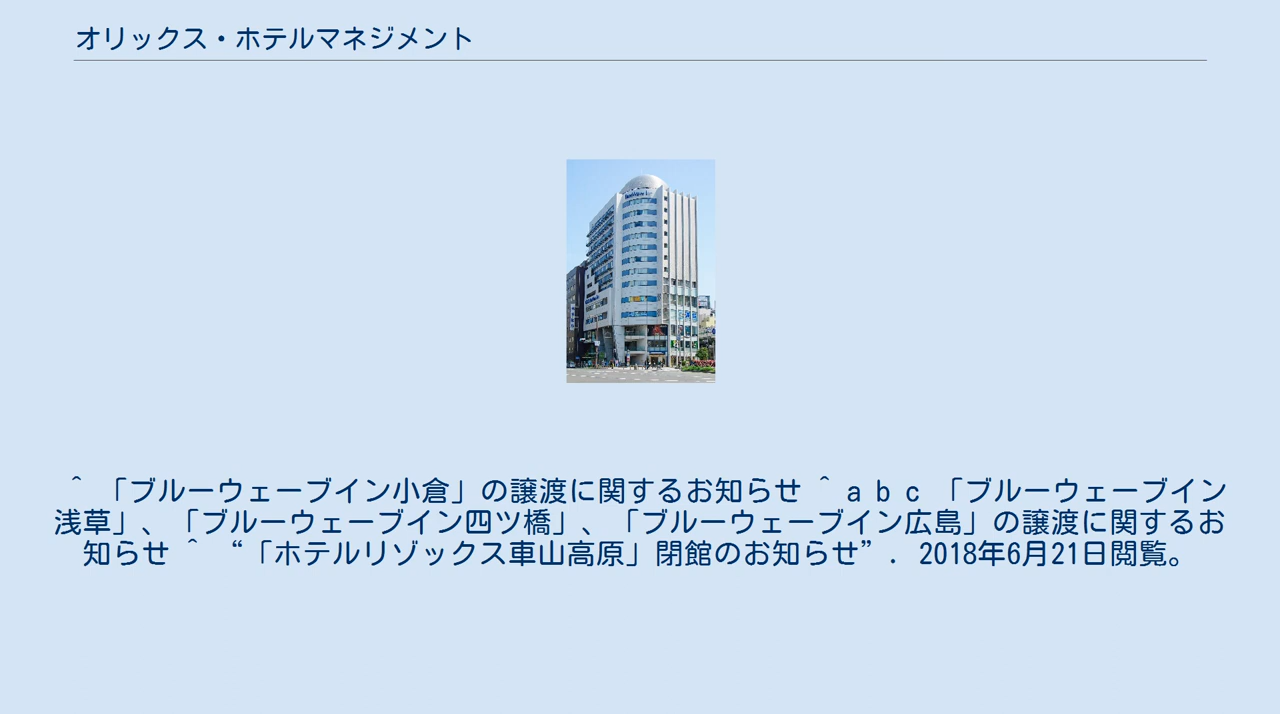 オリックス・ホテルマネジメント
＾ 「ブルーウェーブイン小倉」の譲渡に関するお知らせ ＾ ａ ｂ ｃ 「ブルーウェーブイン
浅草」、「ブルーウェーブイン四ツ橋」、「ブルーウェーブイン広島」の譲渡に関するお
知らせ ＾ “「ホテルリゾックス車山高原」閉館のお知らせ”． 2018年6月21日閲覧。